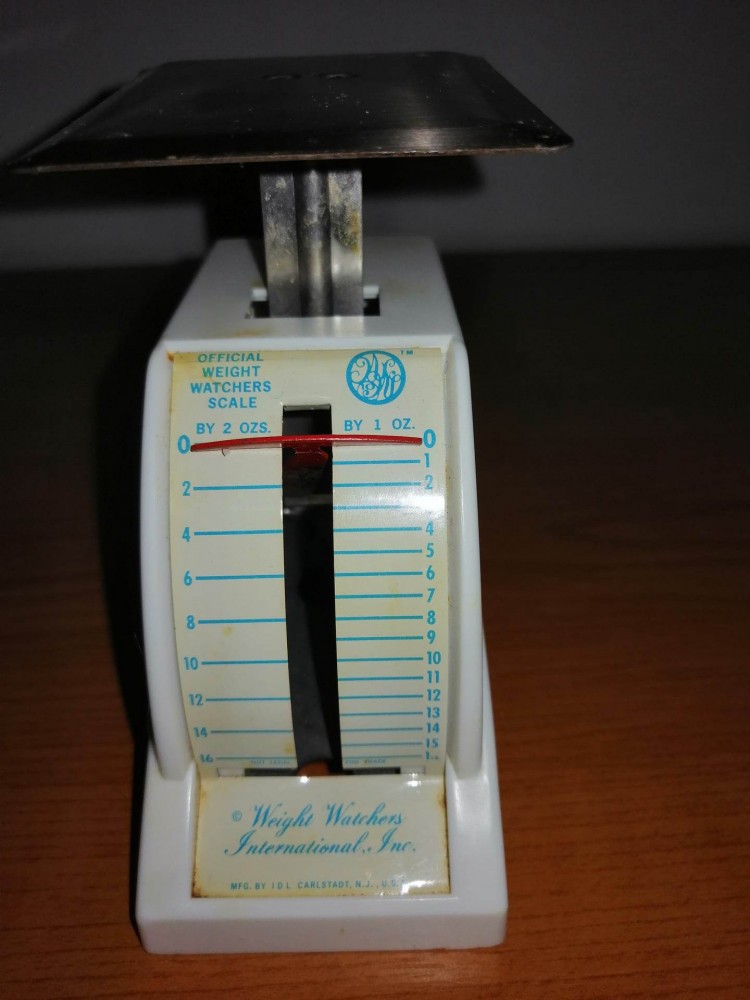 OFFICIAL
WEIGHT
WATCHERS
SCALE
TM
BY 2 OZS. BY 1 OZ.
0 0
1
2 2
4 4
5
6 6
7
8 8
9
10 10
11
12 12
13
14 14
15
16
© Weight Watchers
International, Inc.
MFG. BY IDL CARLSTADT, N.J.,